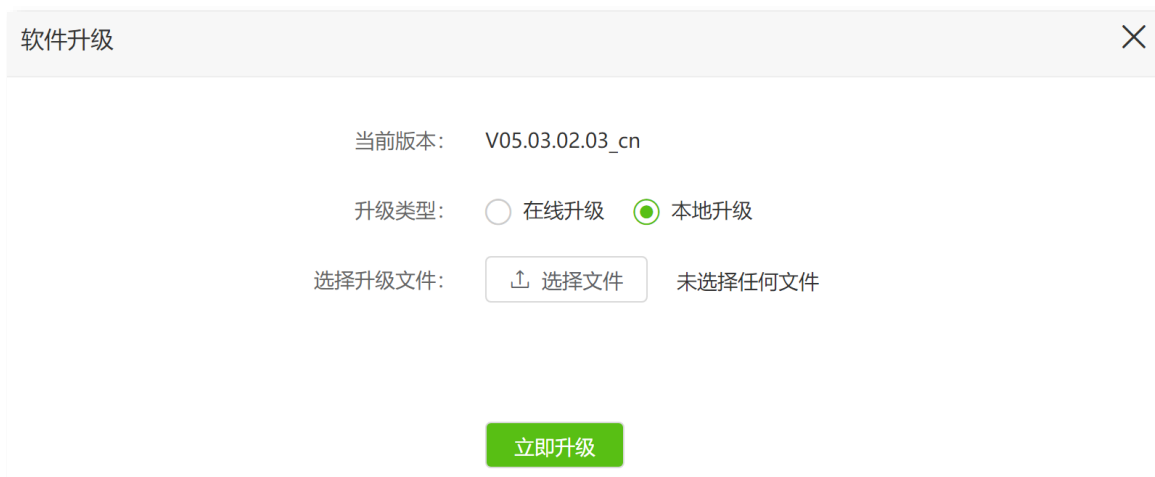 软件升级
当前版本： V05.03.02.03_cn
升级类型： 在线升级 本地升级
选择升级文件： 选择文件 未选择任何文件
立即升级